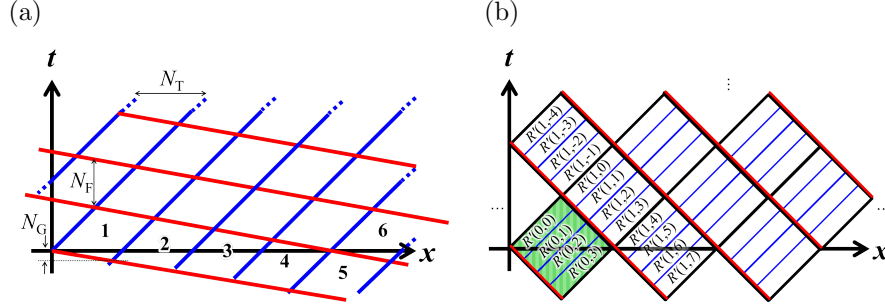 (a)
t
N_T
N_F
N_G
1
2
3
4
5
6
x
(b)
t
...
R'(1,-4)
R'(1,-3)
R'(1,-2)
R'(1,-1)
R'(1,0)
R'(1,1)
R'(1,2)
R'(1,3)
R'(1,4)
R'(1,5)
R'(1,6)
R'(1,7)
R'(0,0)
R'(0,1)
R'(0,2)
R'(0,3)
...
...
x